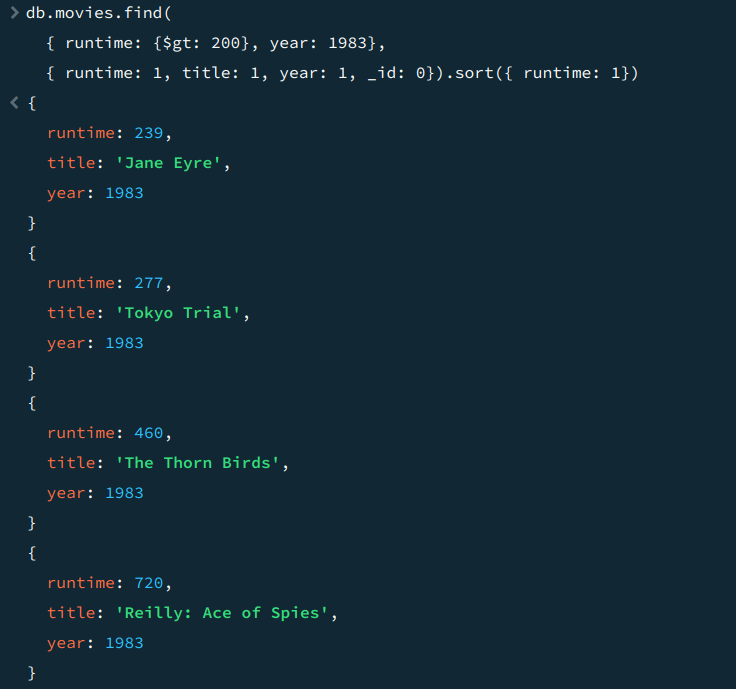 > db.movies.find(
{ runtime: {$gt: 200}, year: 1983},
{ runtime: 1, title: 1, year: 1, _id: 0}).sort({ runtime: 1})
< {
runtime: 239,
title: 'Jane Eyre',
year: 1983
}
{
runtime: 277,
title: 'Tokyo Trial',
year: 1983
}
{
runtime: 460,
title: 'The Thorn Birds',
year: 1983
}
{
runtime: 720,
title: 'Reilly: Ace of Spies',
year: 1983
}